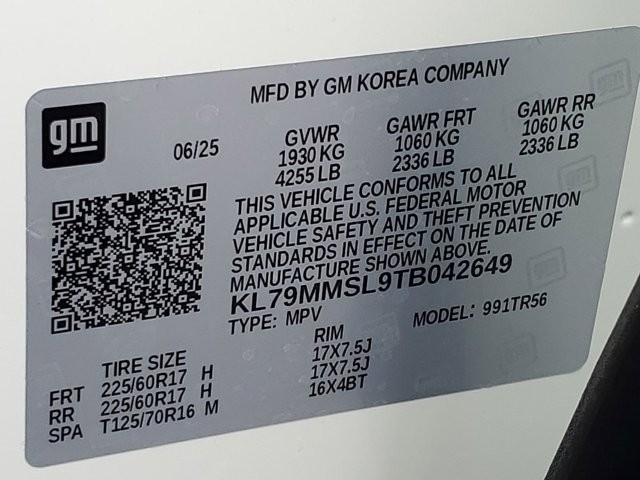 MFD BY GM KOREA COMPANY
gm
06/25
GVWR GAWR FRT GAWR RR
1930 KG 1060 KG 1060 KG
4255 LB 2336 LB 2336 LB
THIS VEHICLE CONFORMS TO ALL
APPLICABLE U.S. FEDERAL MOTOR
VEHICLE SAFETY AND THEFT PREVENTION
STANDARDS IN EFFECT ON THE DATE OF
MANUFACTURE SHOWN ABOVE.
KL79MMSL9TB042649
TYPE: MPV MODEL: 991TR56
TIRE SIZE RIM
FRT 225/60R17 H 17X7.5J
RR 225/60R17 H 17X7.5J
SPA T125/70R16 M 16X4BT